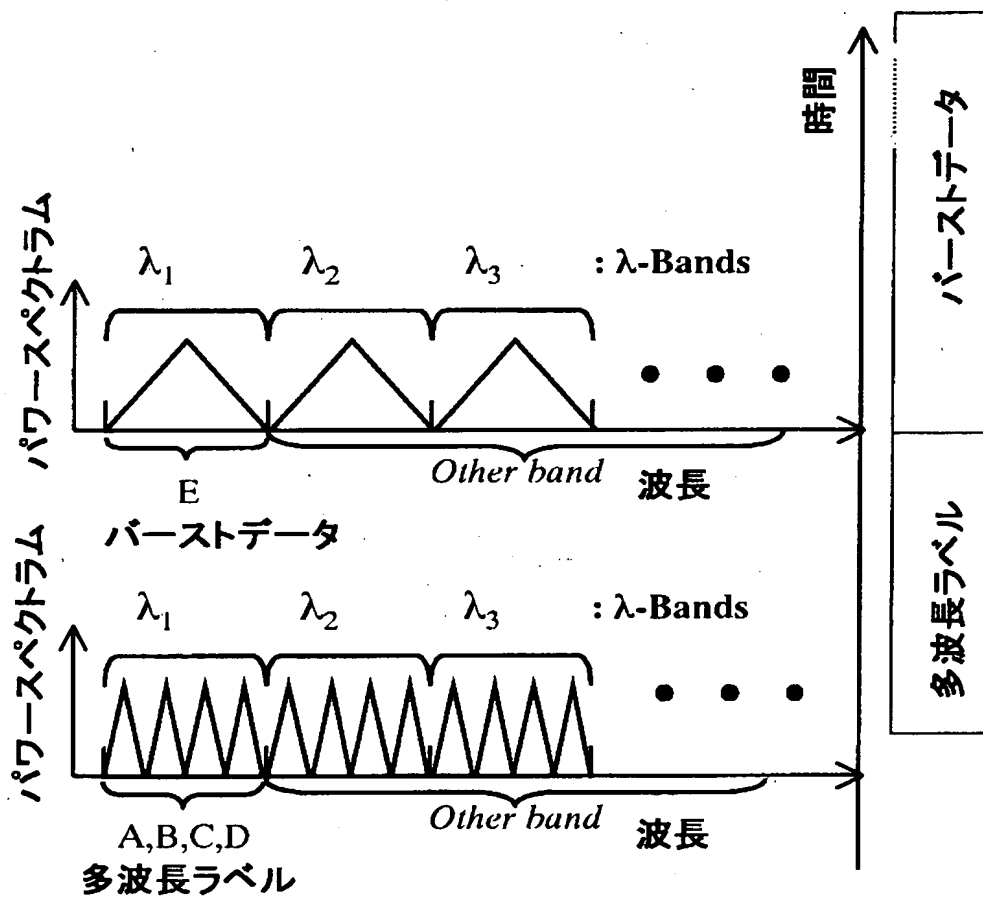 時間
バーストデータ
多波長ラベル
パワースペクトラム
λ1 λ2 λ3 : λ-Bands
Other band 波長
E
バーストデータ
パワースペクトラム
λ1 λ2 λ3 : λ-Bands
Other band 波長
A,B,C,D
多波長ラベル